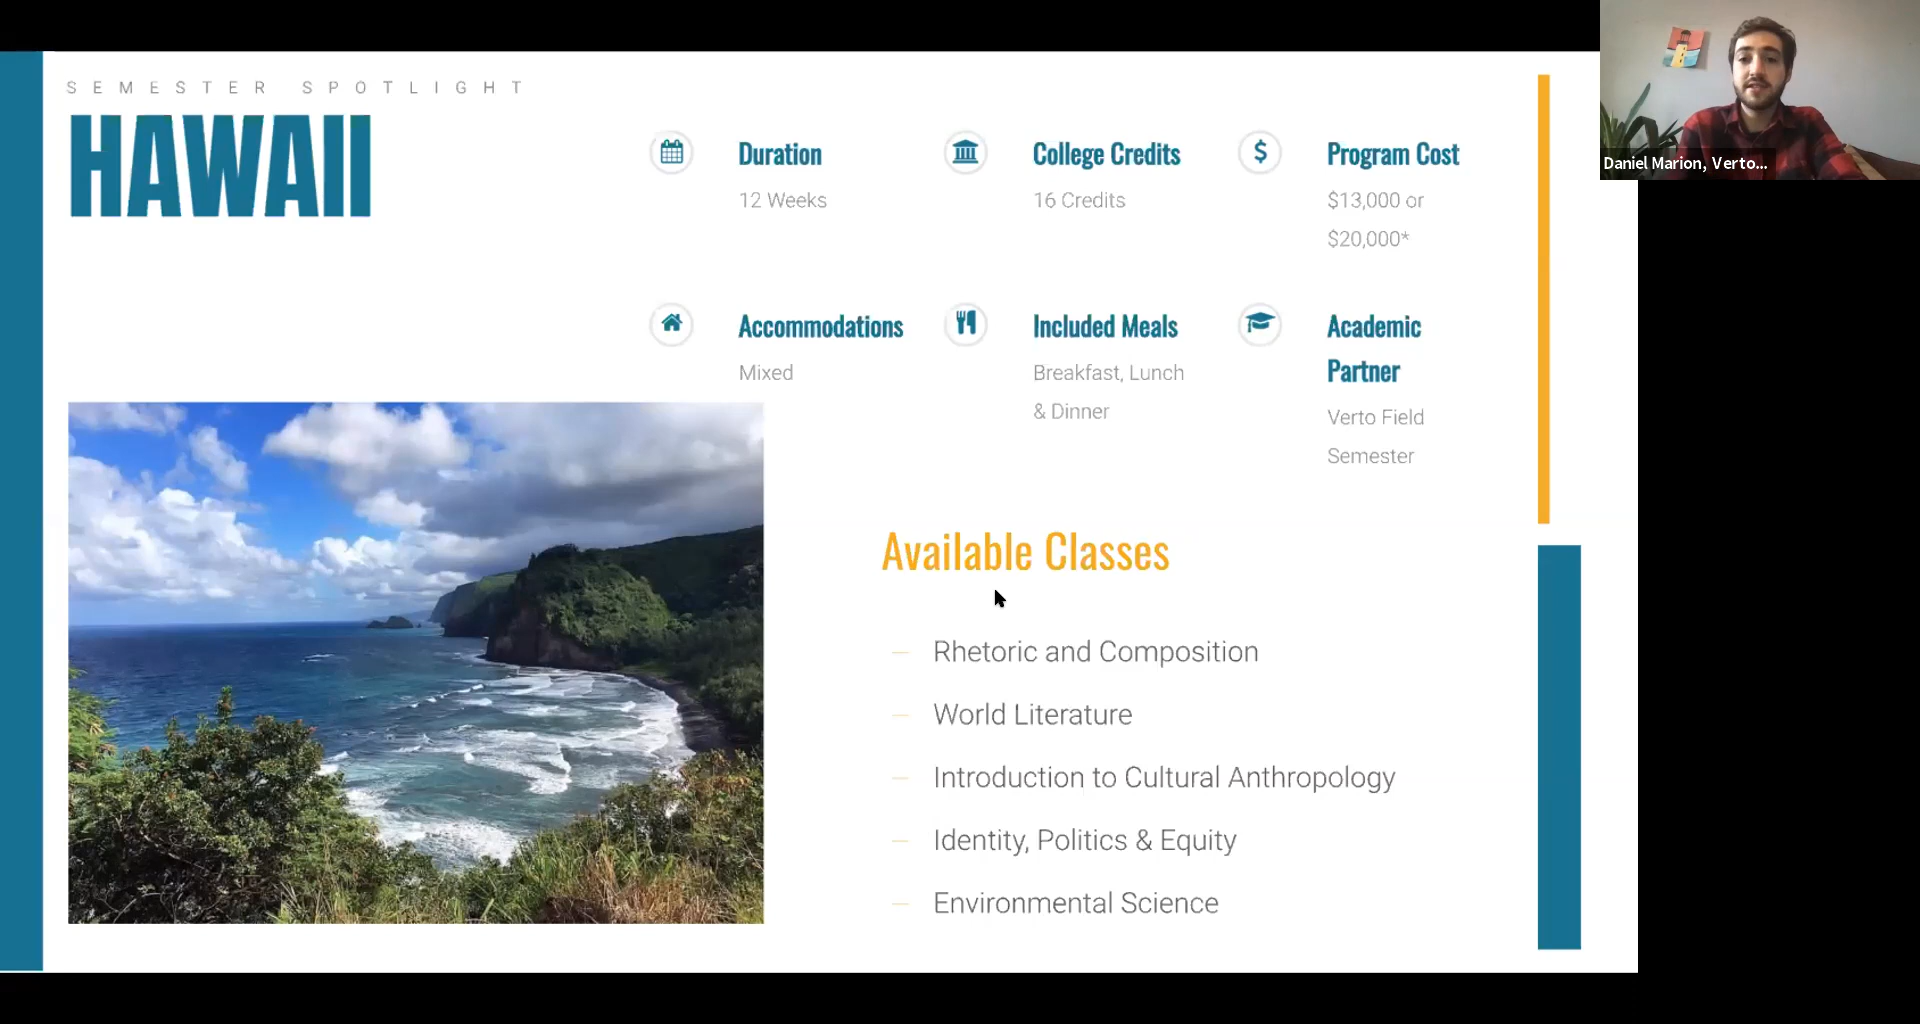 SEMESTER SPOTLIGHT
HAWAII
Duration
12 Weeks
College Credits
16 Credits
Program Cost
$13,000 or
$20,000*
Accommodations
Mixed
Included Meals
Breakfast, Lunch
& Dinner
Academic
Partner
Verto Field
Semester
Available Classes
– Rhetoric and Composition
– World Literature
– Introduction to Cultural Anthropology
– Identity, Politics & Equity
– Environmental Science
Daniel Marion, Verto...